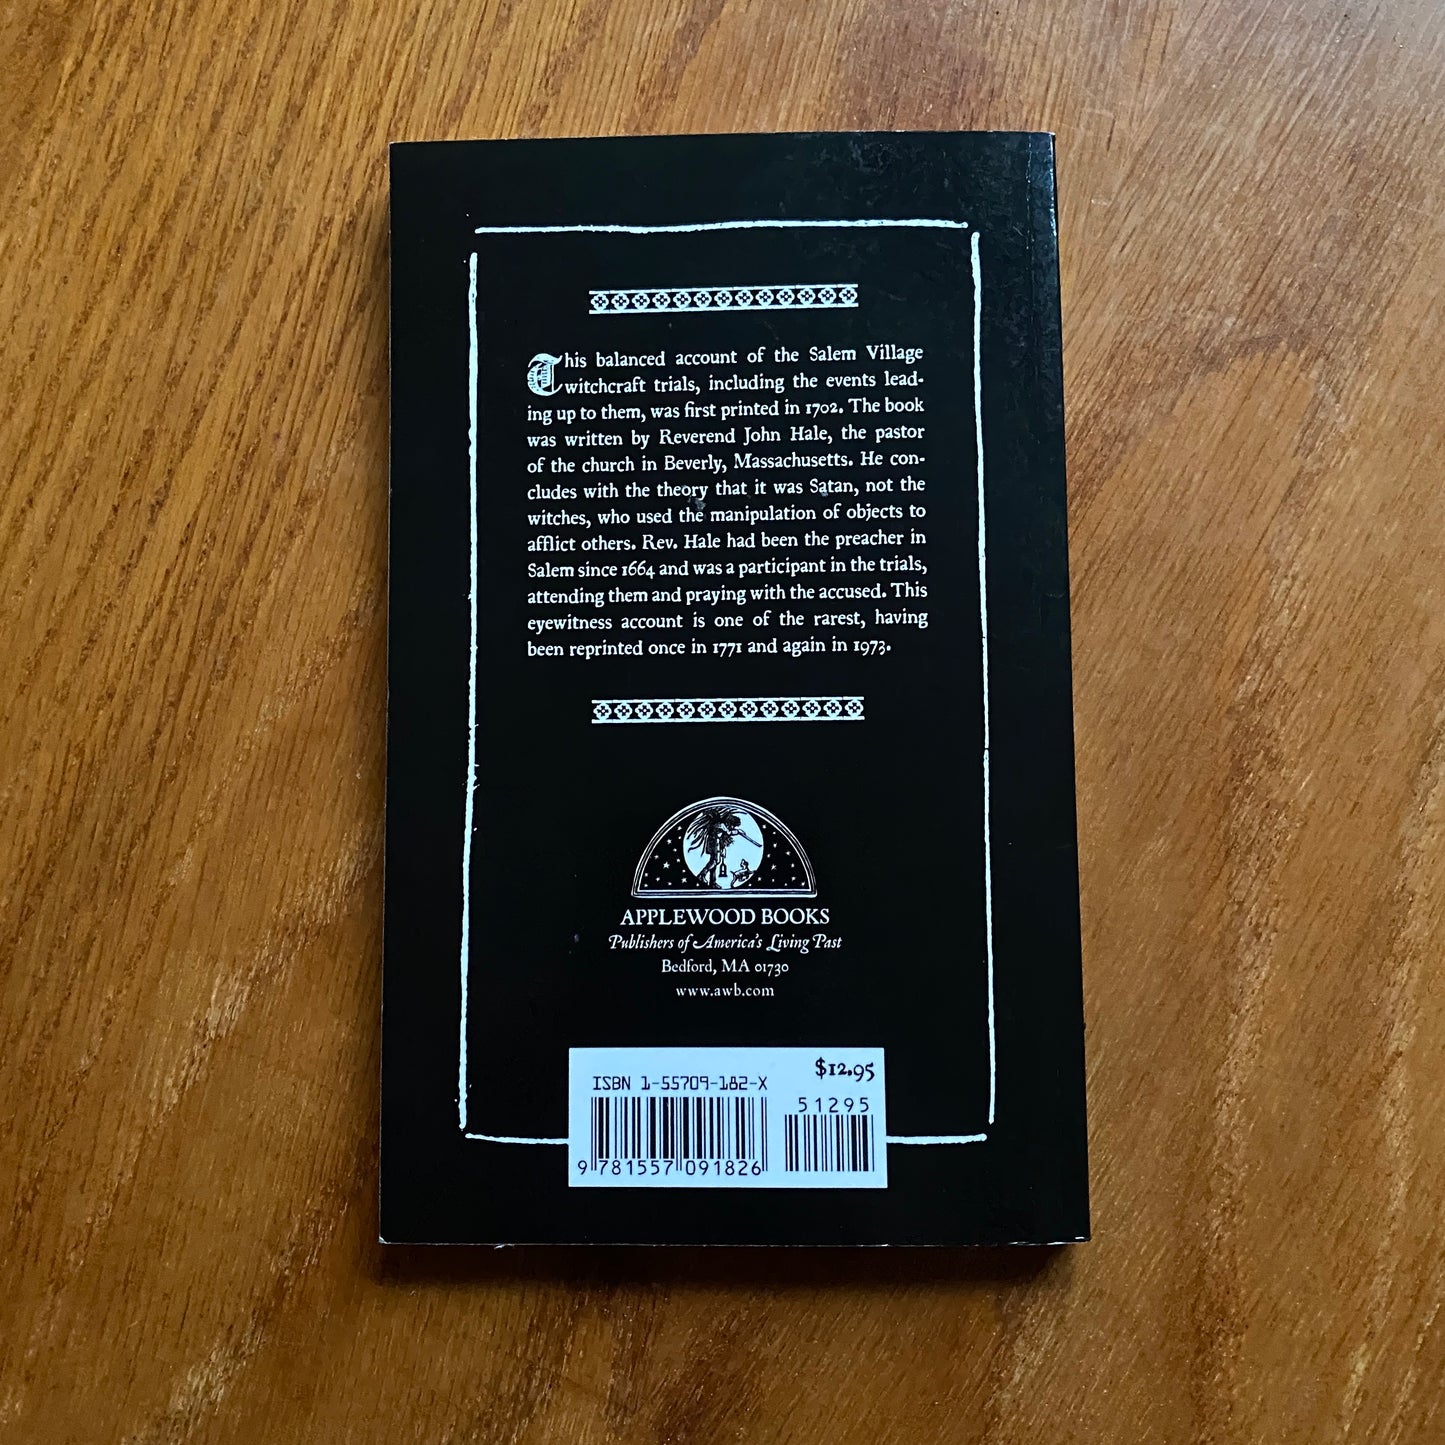 This balanced account of the Salem Village
witchcraft trials, including the events lead-
ing up to them, was first printed in 1702. The book
was written by Reverend John Hale, the pastor
of the church in Beverly, Massachusetts. He con-
cludes with the theory that it was Satan, not the
witches, who used the manipulation of objects to
afflict others. Rev. Hale had been the preacher in
Salem since 1664 and was a participant in the trials,
attending them and praying with the accused. This
eyewitness account is one of the rarest, having
been reprinted once in 1771 and again in 1973.
APPLEWOOD BOOKS
Publishers of America's Living Past
Bedford, MA 01730
www.awb.com
ISBN 1-55709-182-X
$12.95
51295
9 781557 091826